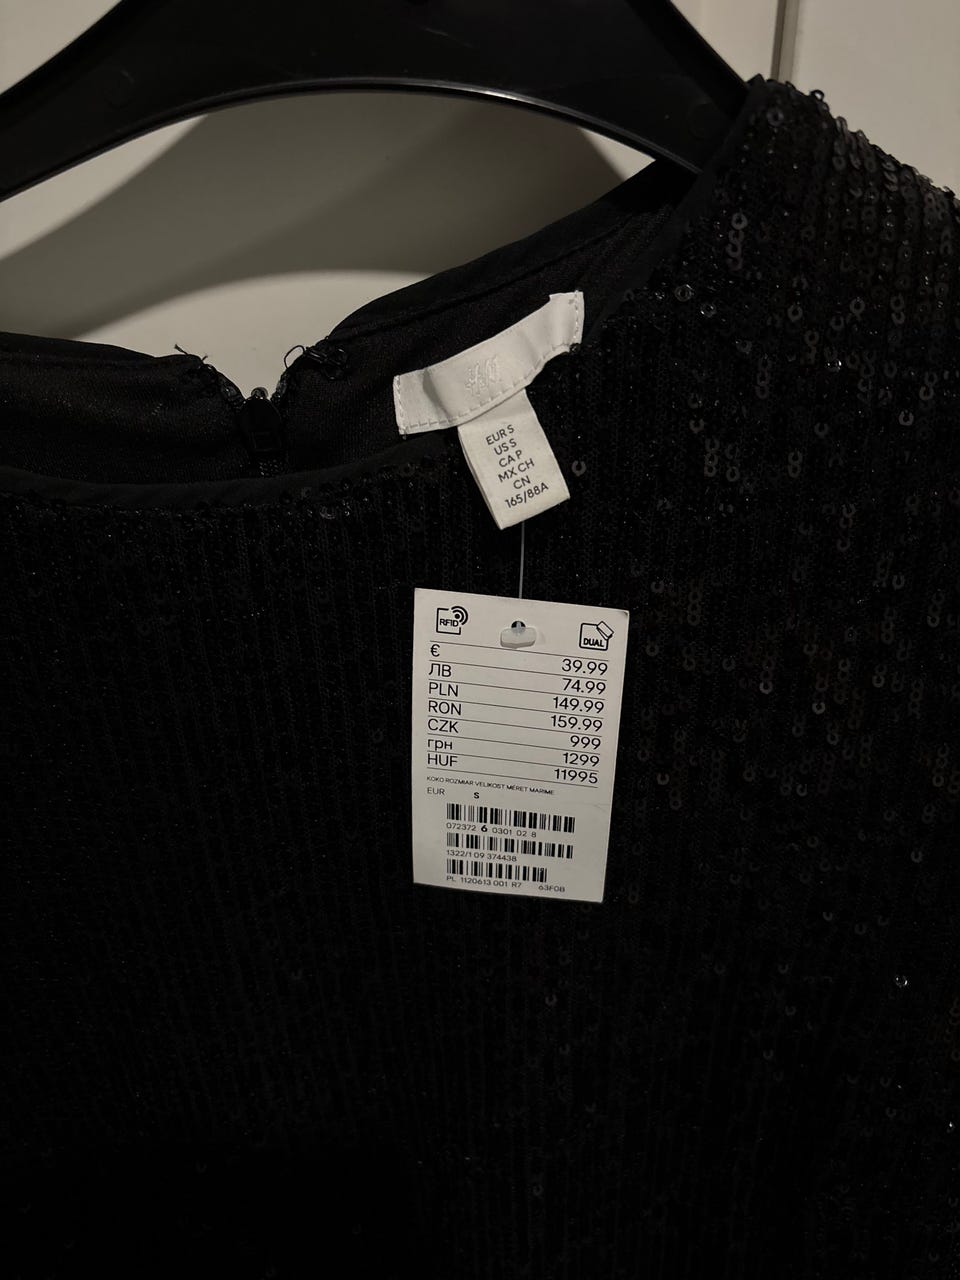 H&M
EUR S
US S
CA P
MX CH
CN
165/88A
RFID
DUAL
€ 39.99
ЛВ 74.99
PLN 149.99
RON 159.99
CZK 999
грн 1299
HUF 11995
KOKO ROZMIAR VELIKOST MÉRET MARIME
EUR S
072372 6 0301 02 8
1322/1 09 374438
PL 1120613 001 R7 63F0B